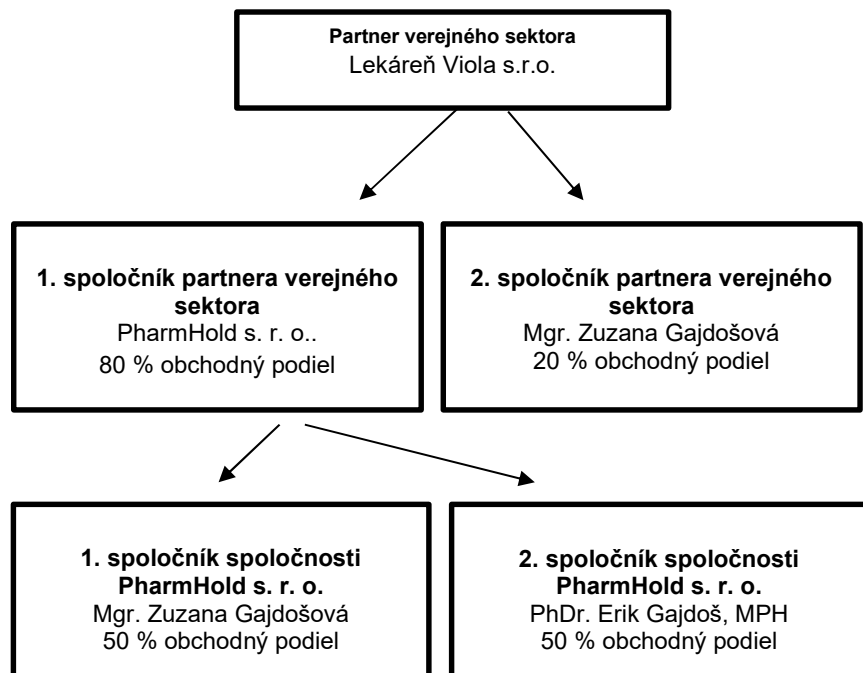 Partner verejného sektora
Lekáreň Viola s.r.o.
1. spoločník partnera verejného
sektora
PharmHold s. r. o..
80 % obchodný podiel
2. spoločník partnera verejného
sektora
Mgr. Zuzana Gajdošová
20 % obchodný podiel
1. spoločník spoločnosti
PharmHold s. r. o.
Mgr. Zuzana Gajdošová
50 % obchodný podiel
2. spoločník spoločnosti
PharmHold s. r. o.
PhDr. Erik Gajdoš, MPH
50 % obchodný podiel